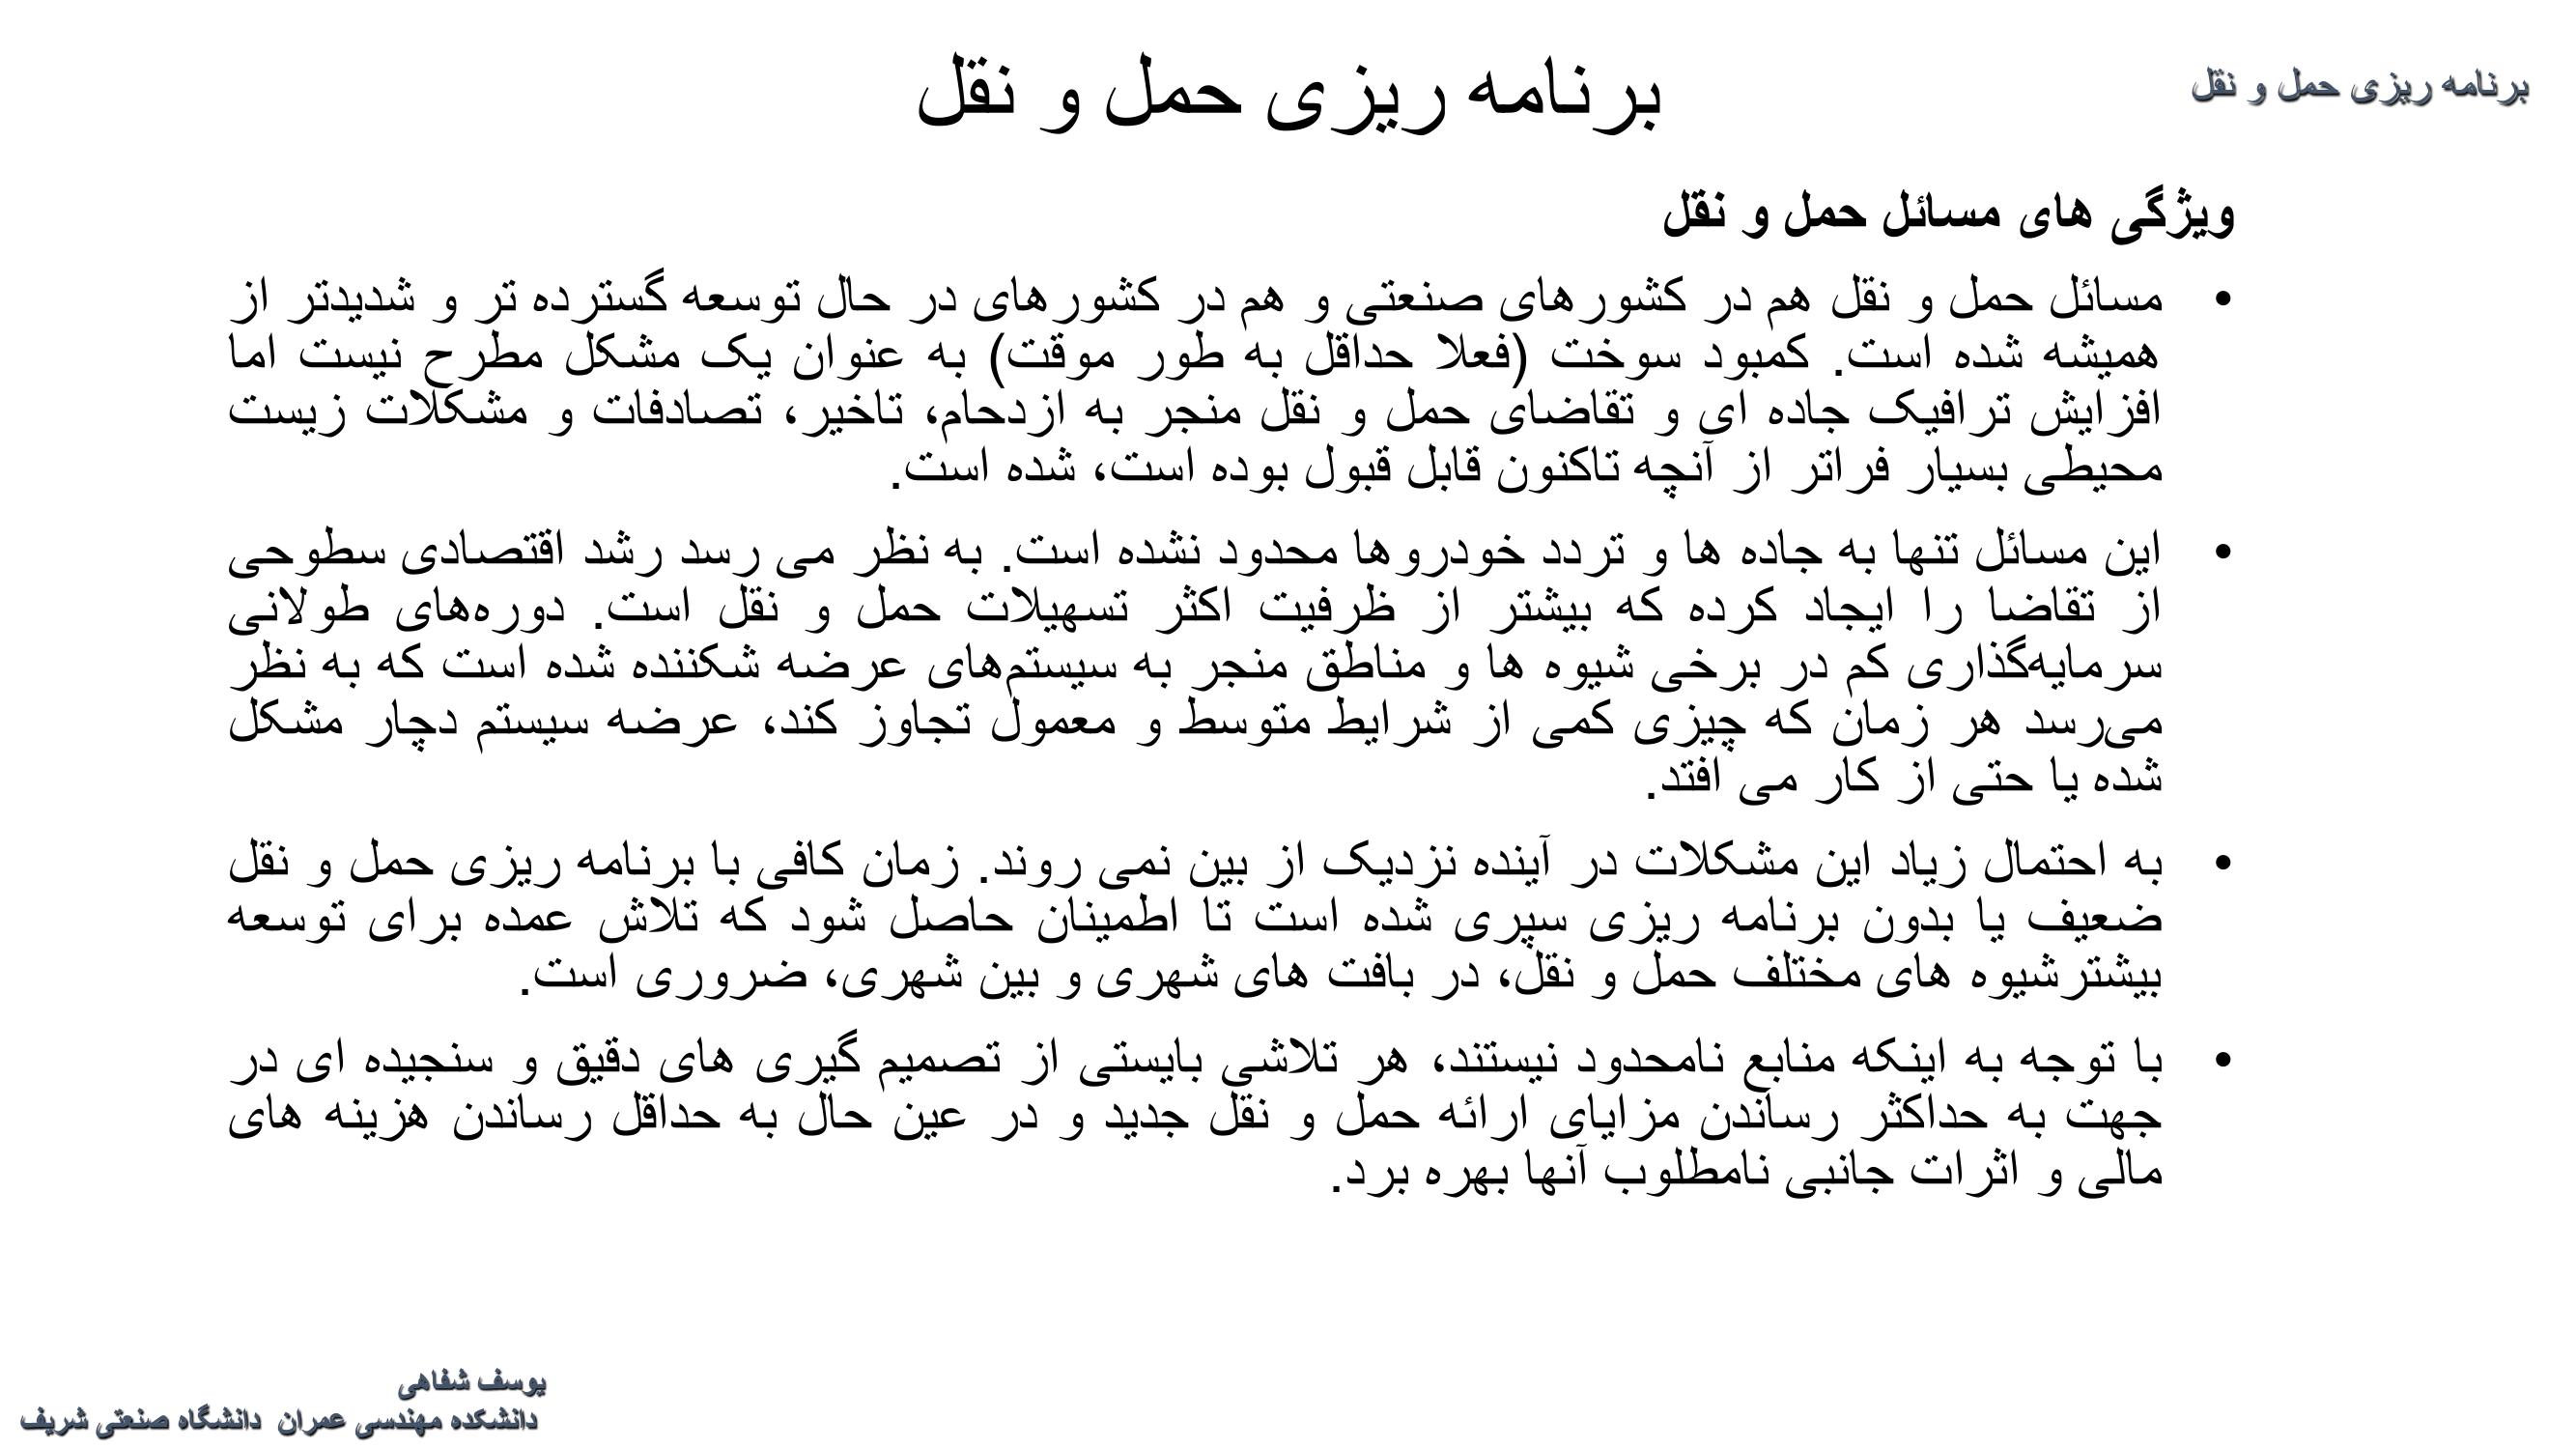 برنامه ریزی حمل و نقل
برنامه ریزی حمل و نقل
ویژگی های مسائل حمل و نقل
• مسائل حمل و نقل هم در کشورهای صنعتی و هم در کشورهای در حال توسعه گسترده تر و شدیدتر از
همیشه شده است. کمبود سوخت (فعلا حداقل به طور موقت) به عنوان یک مشکل مطرح نیست اما
افزایش ترافیک جاده ای و تقاضای حمل و نقل منجر به ازدحام، تاخیر، تصادفات و مشکلات زیست
محیطی بسیار فراتر از آنچه تاکنون قابل قبول بوده است، شده است.
• این مسائل تنها به جاده ها و تردد خودروها محدود نشده است. به نظر می رسد رشد اقتصادی سطوحی
از تقاضا را ایجاد کرده که بیشتر از ظرفیت اکثر تسهیلات حمل و نقل است. دوره‌های طولانی
سرمایه‌گذاری کم در برخی شیوه ها و مناطق منجر به سیستم‌های عرضه شکننده شده است که به نظر
می‌رسد هر زمان که چیزی کمی از شرایط متوسط و معمول تجاوز کند، عرضه سیستم دچار مشکل
شده یا حتی از کار می افتد.
• به احتمال زیاد این مشکلات در آینده نزدیک از بین نمی روند. زمان کافی با برنامه ریزی حمل و نقل
ضعیف یا بدون برنامه ریزی سپری شده است تا اطمینان حاصل شود که تلاش عمده برای توسعه
بیشترشیوه های مختلف حمل و نقل، در بافت های شهری و بین شهری، ضروری است.
• با توجه به اینکه منابع نامحدود نیستند، هر تلاشی بایستی از تصمیم گیری های دقیق و سنجیده ای در
جهت به حداکثر رساندن مزایای ارائه حمل و نقل جدید و در عین حال به حداقل رساندن هزینه های
مالی و اثرات جانبی نامطلوب آنها بهره برد.
یوسف شفاهی
دانشکده مهندسی عمران دانشگاه صنعتی شریف